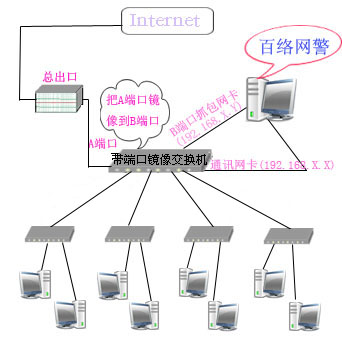 Internet
百络网警
总出口
把A端口镜
像到B端口
A端口
B端口抓包网卡
(192.168.X.Y)
带端口镜像交换机
通讯网卡(192.168.X.X)